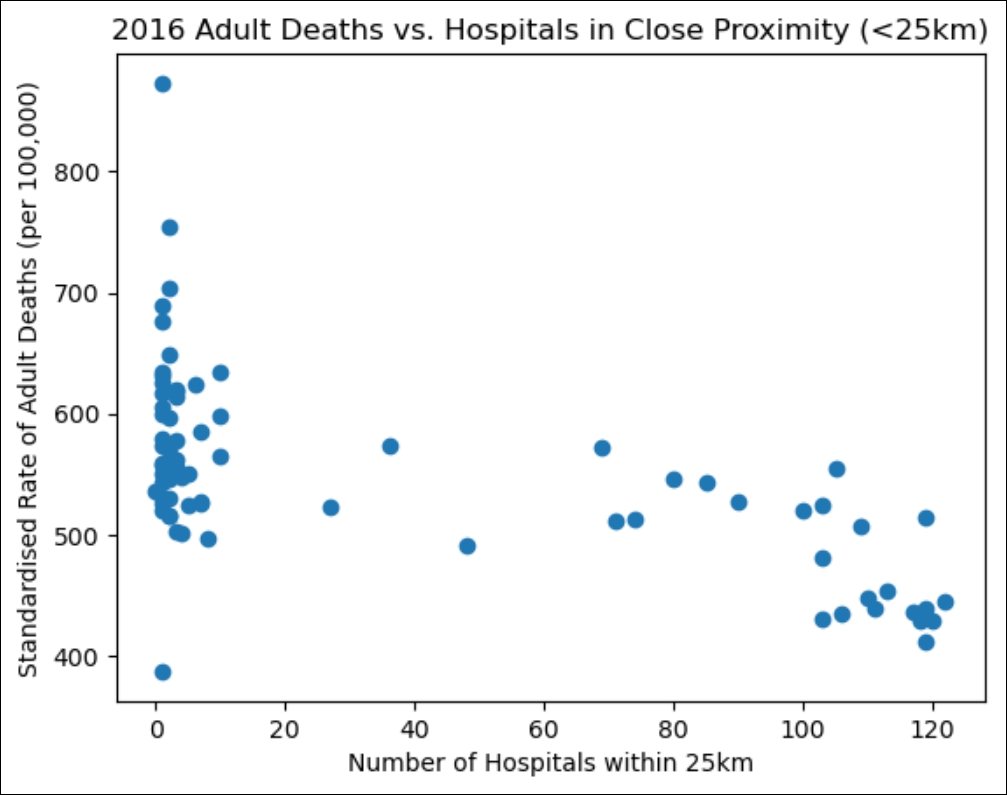 2016 Adult Deaths vs. Hospitals in Close Proximity (<25km)
Standardised Rate of Adult Deaths (per 100,000)
800
700
600
500
400
0 20 40 60 80 100 120
Number of Hospitals within 25km